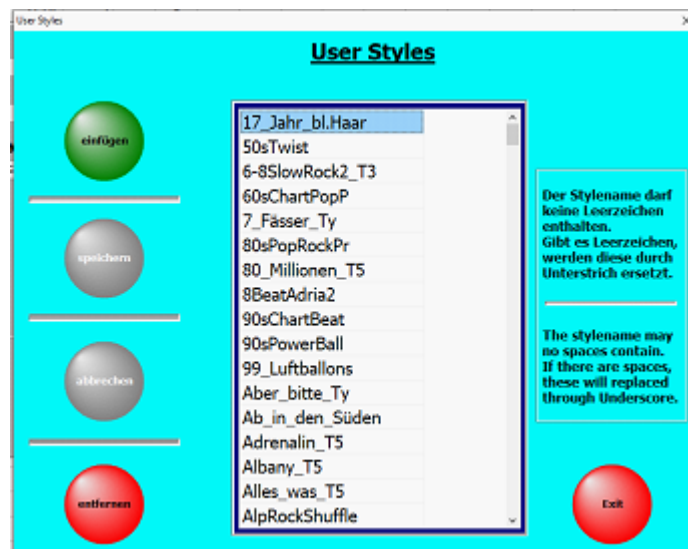 User Styles
User Styles
einfügen
speichern
abbrechen
entfernen
17_Jahr_bl.Haar
50sTwist
6-8SlowRock2_T3
60sChartPopP
7_Fässer_Ty
80sPopRockPr
80_Millionen_T5
8BeatAdria2
90sChartBeat
90sPowerBall
99_Luftballons
Aber_bitte_Ty
Ab_in_den_Süden
Adrenalin_T5
Albany_T5
Alles_was_T5
AlpRockShuffle
Der Stylename darf
keine Leerzeichen
enthalten.
Gibt es Leerzeichen,
werden diese durch
Unterstrich ersetzt.
The stylename may
no spaces contain.
If there are spaces,
these will replaced
through Underscore.
Exit